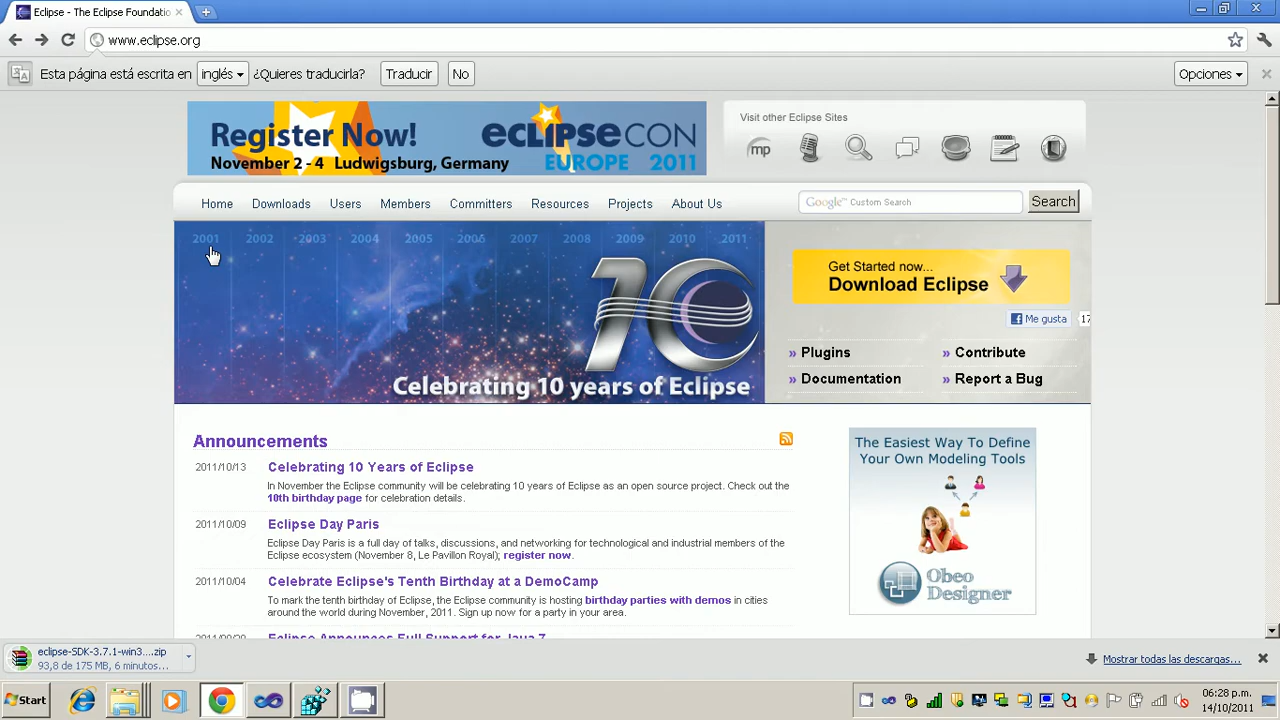 Eclipse - The Eclipse Foundatio
www.eclipse.org
Esta página está escrita en inglés ¿Quieres traducirla? Traducir No Opciones
Register Now!
November 2 - 4 Ludwigsburg, Germany
eclipsecon
EUROPE 2011
Visit other Eclipse Sites
mp
Home Downloads Users Members Committers Resources Projects About Us
Google™ Custom Search Search
2001 2002 2003 2004 2005 2006 2007 2008 2009 2010 2011
10
Celebrating 10 years of Eclipse
Get Started now...
Download Eclipse
Me gusta 17
» Plugins » Contribute
» Documentation » Report a Bug
Announcements
2011/10/13 Celebrating 10 Years of Eclipse
In November the Eclipse community will be celebrating 10 years of Eclipse as an open source project. Check out the
10th birthday page for celebration details.
2011/10/09 Eclipse Day Paris
Eclipse Day Paris is a full day of talks, discussions, and networking for technological and industrial members of the
Eclipse ecosystem (November 8, Le Pavillon Royal); register now.
2011/10/04 Celebrate Eclipse's Tenth Birthday at a DemoCamp
To mark the tenth birthday of Eclipse, the Eclipse community is hosting birthday parties with demos in cities
around the world during November, 2011. Sign up now for a party in your area.
Eclipse Announces Full Support for Java 7
The Easiest Way To Define
Your Own Modeling Tools
Obeo
Designer
eclipse-SDK-3.7.1-win3....zip
93,8 de 175 MB, 6 minutos...
Mostrar todas las descargas...
Start
06:28 p.m.
14/10/2011